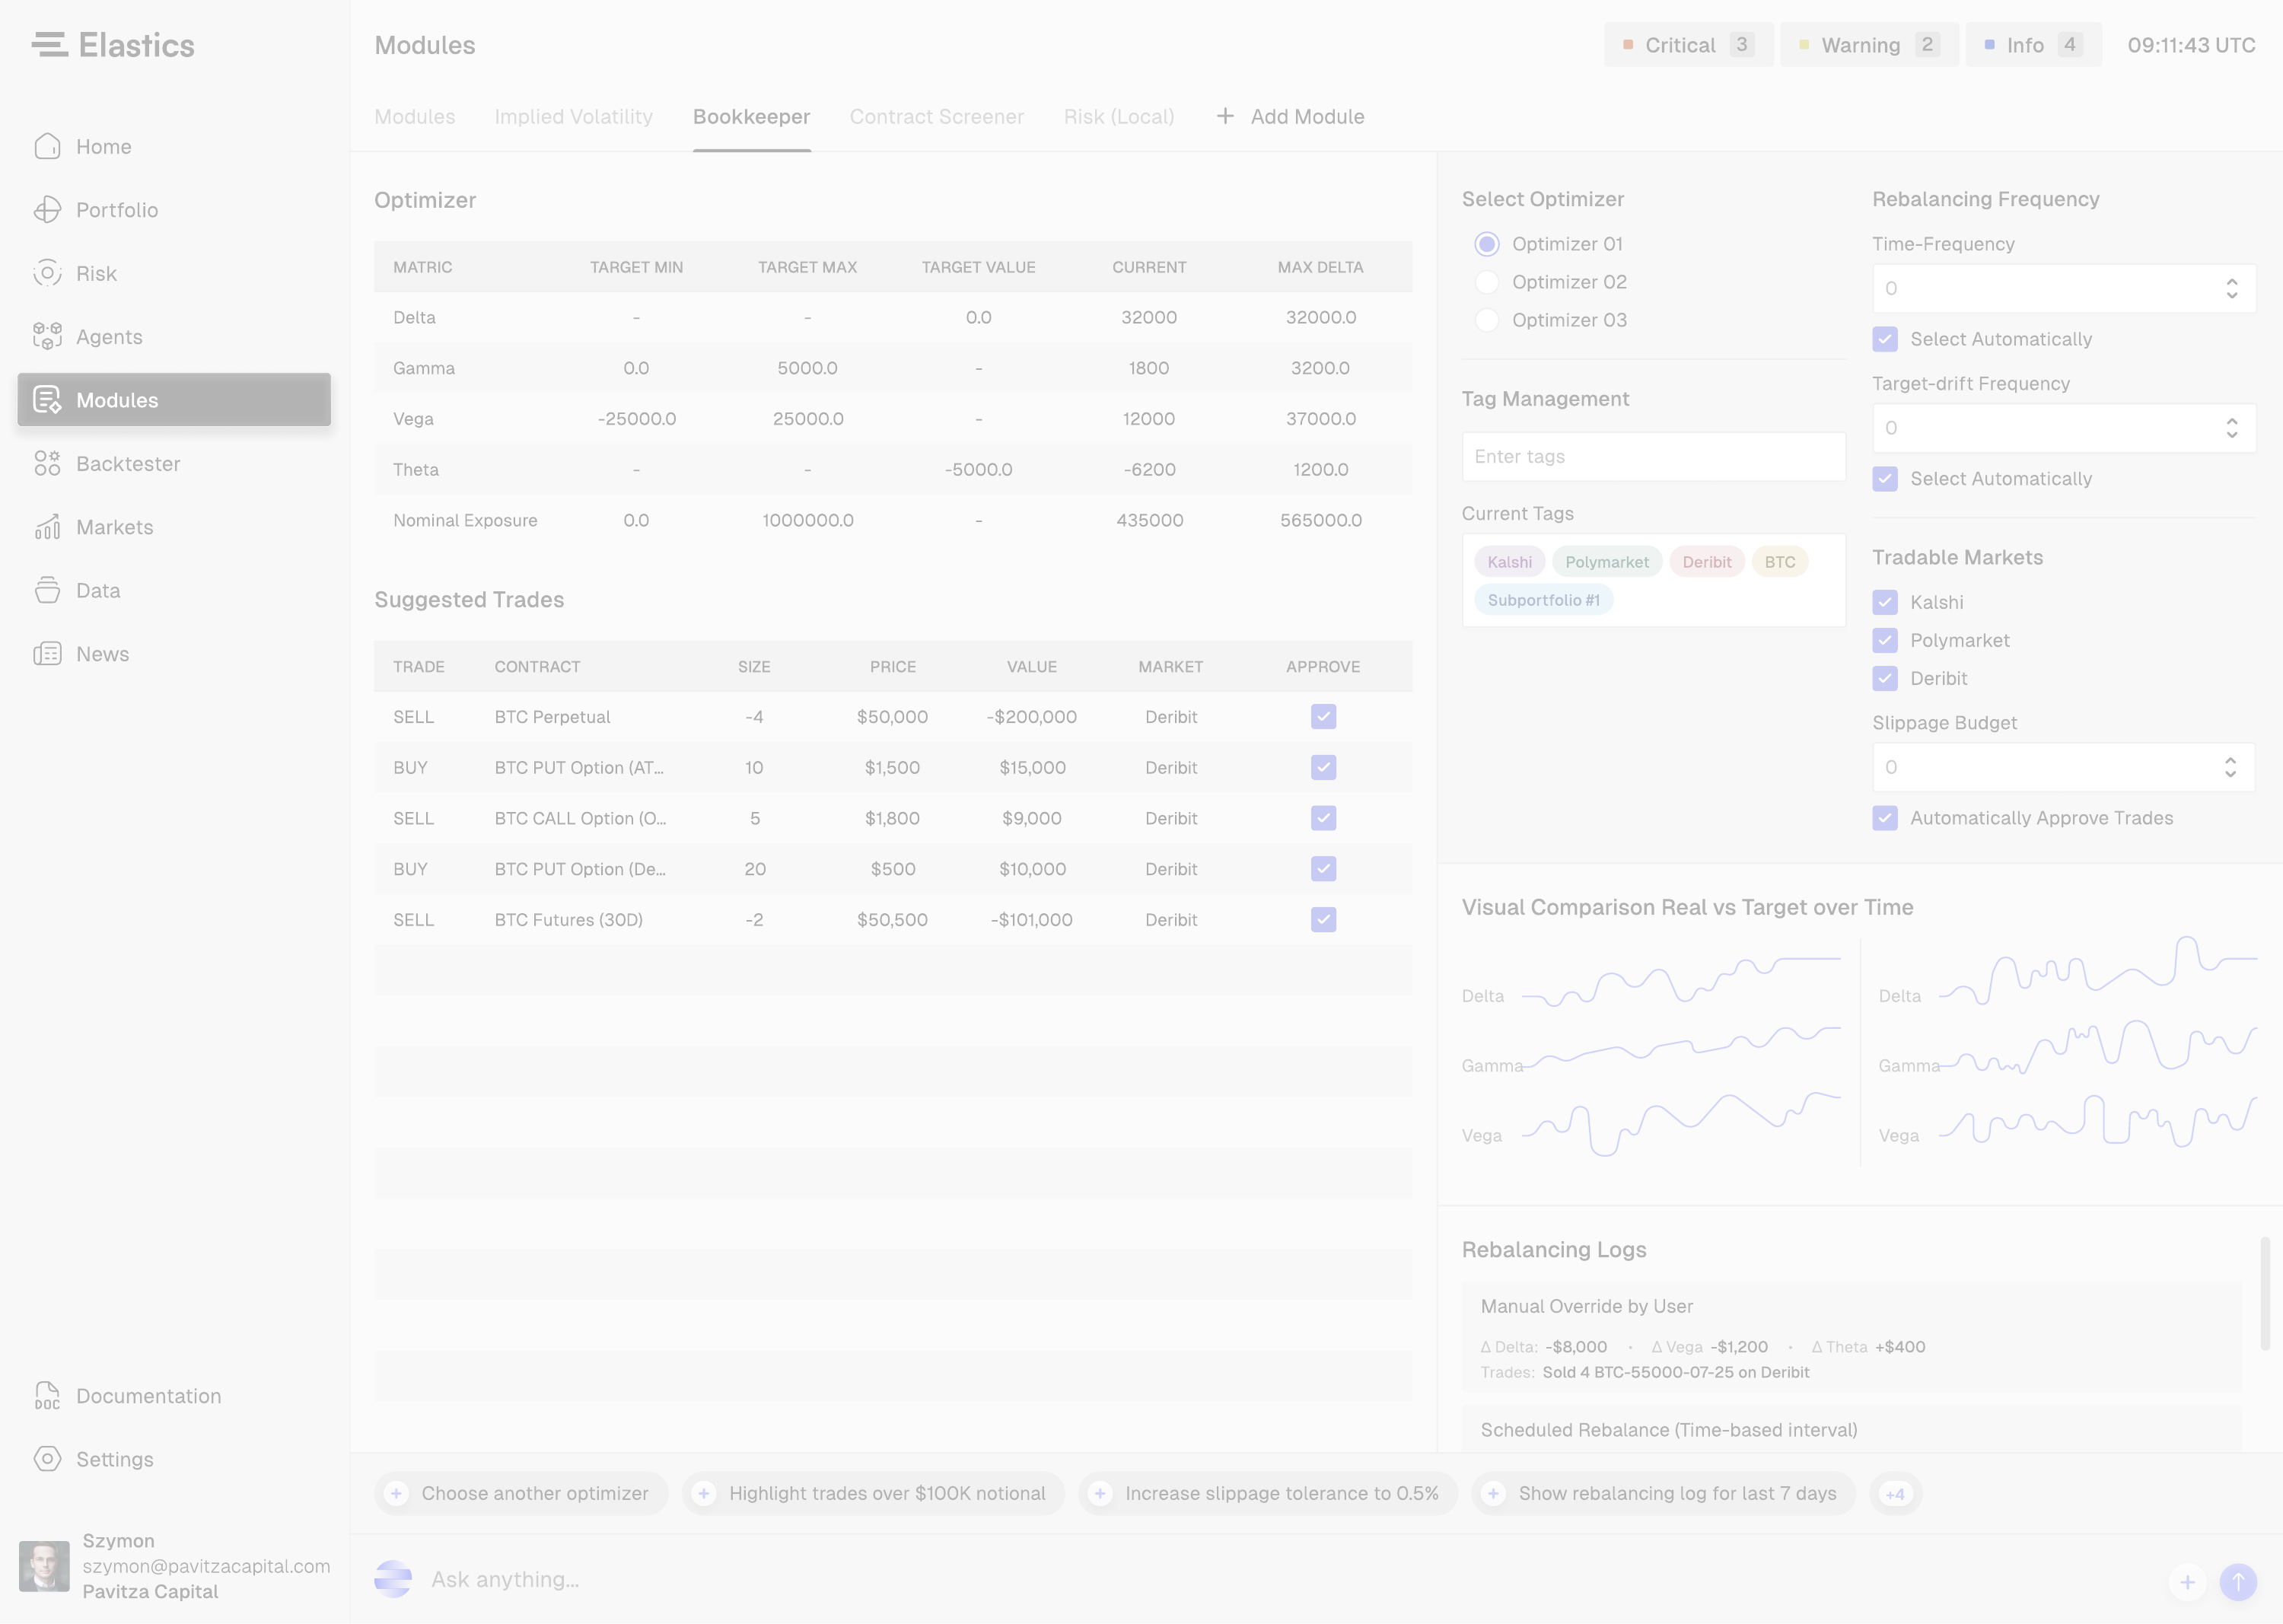 Elastics
Home
Portfolio
Risk
Agents
Modules
Backtester
Markets
Data
News
DOC
Documentation
Settings
Szymon
szymon@pavitzacapital.com
Pavitza Capital
Modules
Critical 3
Warning 2
Info 4
09:11:43 UTC
Modules Implied Volatility Bookkeeper Contract Screener Risk (Local) + Add Module
Optimizer
MATRIC TARGET MIN TARGET MAX TARGET VALUE CURRENT MAX DELTA
Delta - - 0.0 32000 32000.0
Gamma 0.0 5000.0 - 1800 3200.0
Vega -25000.0 25000.0 - 12000 37000.0
Theta - - -5000.0 -6200 1200.0
Nominal Exposure 0.0 1000000.0 - 435000 565000.0
Suggested Trades
TRADE CONTRACT SIZE PRICE VALUE MARKET APPROVE
SELL BTC Perpetual -4 $50,000 -$200,000 Deribit
BUY BTC PUT Option (AT... 10 $1,500 $15,000 Deribit
SELL BTC CALL Option (O... 5 $1,800 $9,000 Deribit
BUY BTC PUT Option (De... 20 $500 $10,000 Deribit
SELL BTC Futures (30D) -2 $50,500 -$101,000 Deribit
Select Optimizer
Optimizer 01
Optimizer 02
Optimizer 03
Tag Management
Enter tags
Current Tags
Kalshi Polymarket Deribit BTC
Subportfolio #1
Rebalancing Frequency
Time-Frequency
0
Select Automatically
Target-drift Frequency
0
Select Automatically
Tradable Markets
Kalshi
Polymarket
Deribit
Slippage Budget
0
Automatically Approve Trades
Visual Comparison Real vs Target over Time
Delta
Gamma
Vega
Delta
Gamma
Vega
Rebalancing Logs
Manual Override by User
Δ Delta: -$8,000 · Δ Vega -$1,200 · Δ Theta +$400
Trades: Sold 4 BTC-55000-07-25 on Deribit
Scheduled Rebalance (Time-based interval)
+ Choose another optimizer
+ Highlight trades over $100K notional
+ Increase slippage tolerance to 0.5%
+ Show rebalancing log for last 7 days
+4
Ask anything...